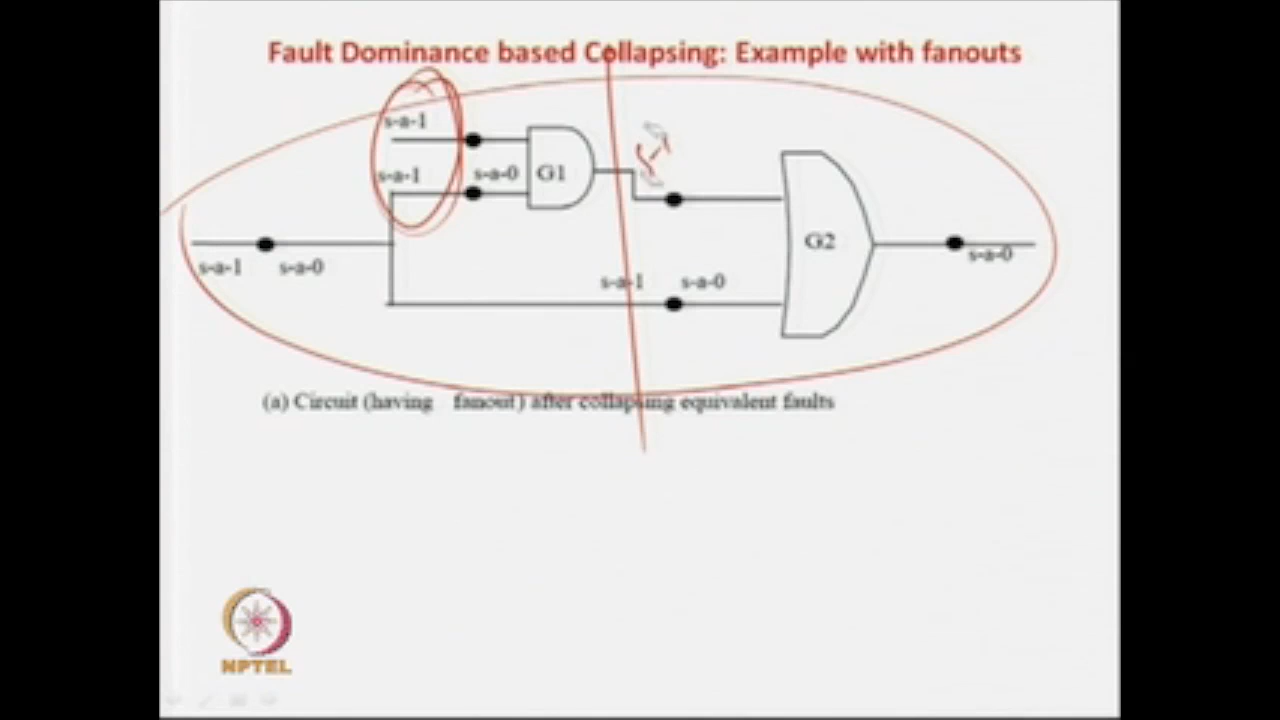 Fault Dominance based Collapsing: Example with fanouts
s-a-1
s-a-1
s-a-0
G1
G2
s-a-1
s-a-0
s-a-1
s-a-0
s-a-0
(a) Circuit (having fanout) after collapsing equivalent faults
NPTEL